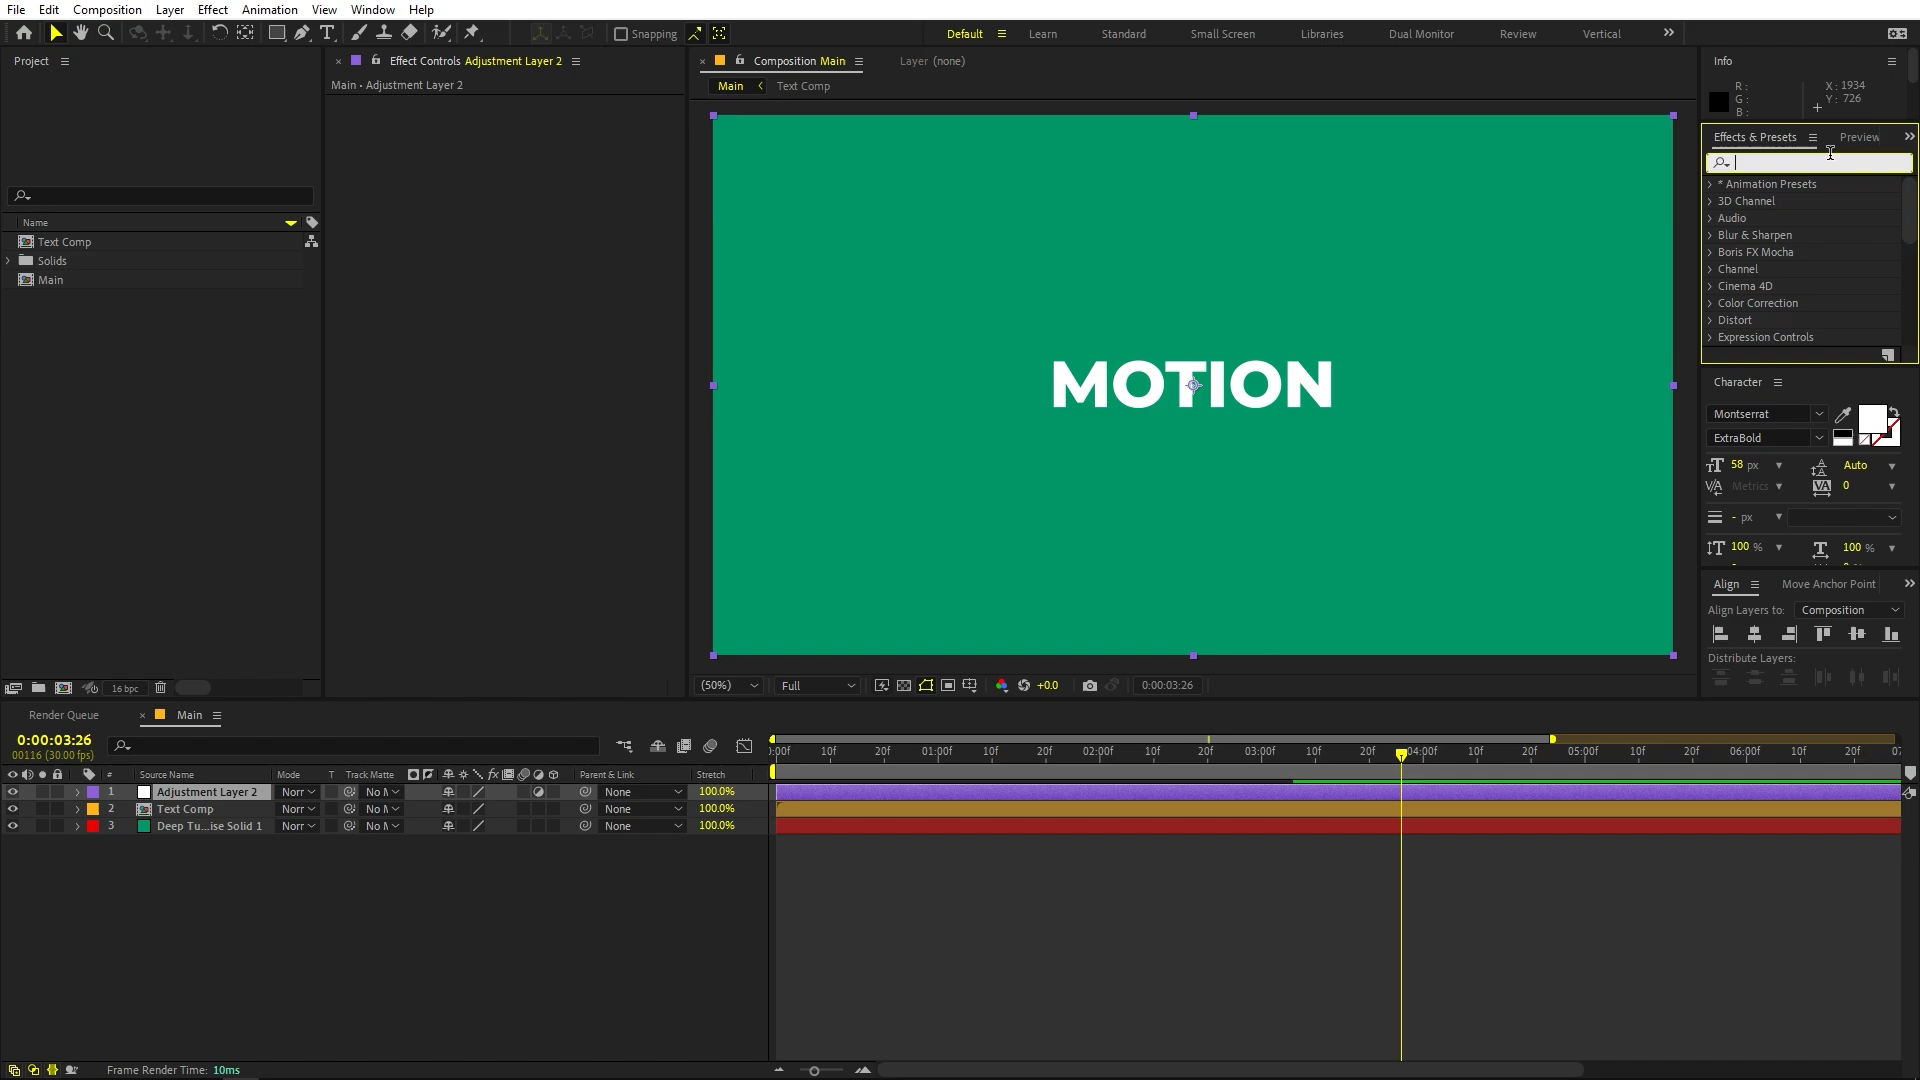 File Edit Composition Layer Effect Animation View Window Help
Snapping Default Learn Standard Small Screen Libraries Dual Monitor Review Vertical
Project
Effect Controls Adjustment Layer 2
Main • Adjustment Layer 2
Name
Text Comp
Solids
Main
16 bpc
Composition Main
Layer (none)
Main
Text Comp
MOTION
(50%) Full +0.0 0:00:03:26
Info
R :
G :
B :
X : 1934
Y : 726
Effects & Presets Preview
* Animation Presets
3D Channel
Audio
Blur & Sharpen
Boris FX Mocha
Channel
Cinema 4D
Color Correction
Distort
Expression Controls
Character
Montserrat
ExtraBold
58 px Auto
Metrics 0
- px
100 % 100 %
Align Move Anchor Point
Align Layers to: Composition
Distribute Layers:
Render Queue Main
0:00:03:26
00116 (30.00 fps)
:00f 10f 20f 01:00f 10f 20f 02:00f 10f 20f 03:00f 10f 20f 04:00f 10f 20f 05:00f 10f 20f 06:00f 10f 20f 07
# Source Name Mode T Track Matte Parent & Link Stretch
1 Adjustment Layer 2 Norr No M None 100.0%
2 Text Comp Norr No M None 100.0%
3 Deep Tu...ise Solid 1 Norr No M None 100.0%
Frame Render Time: 10ms